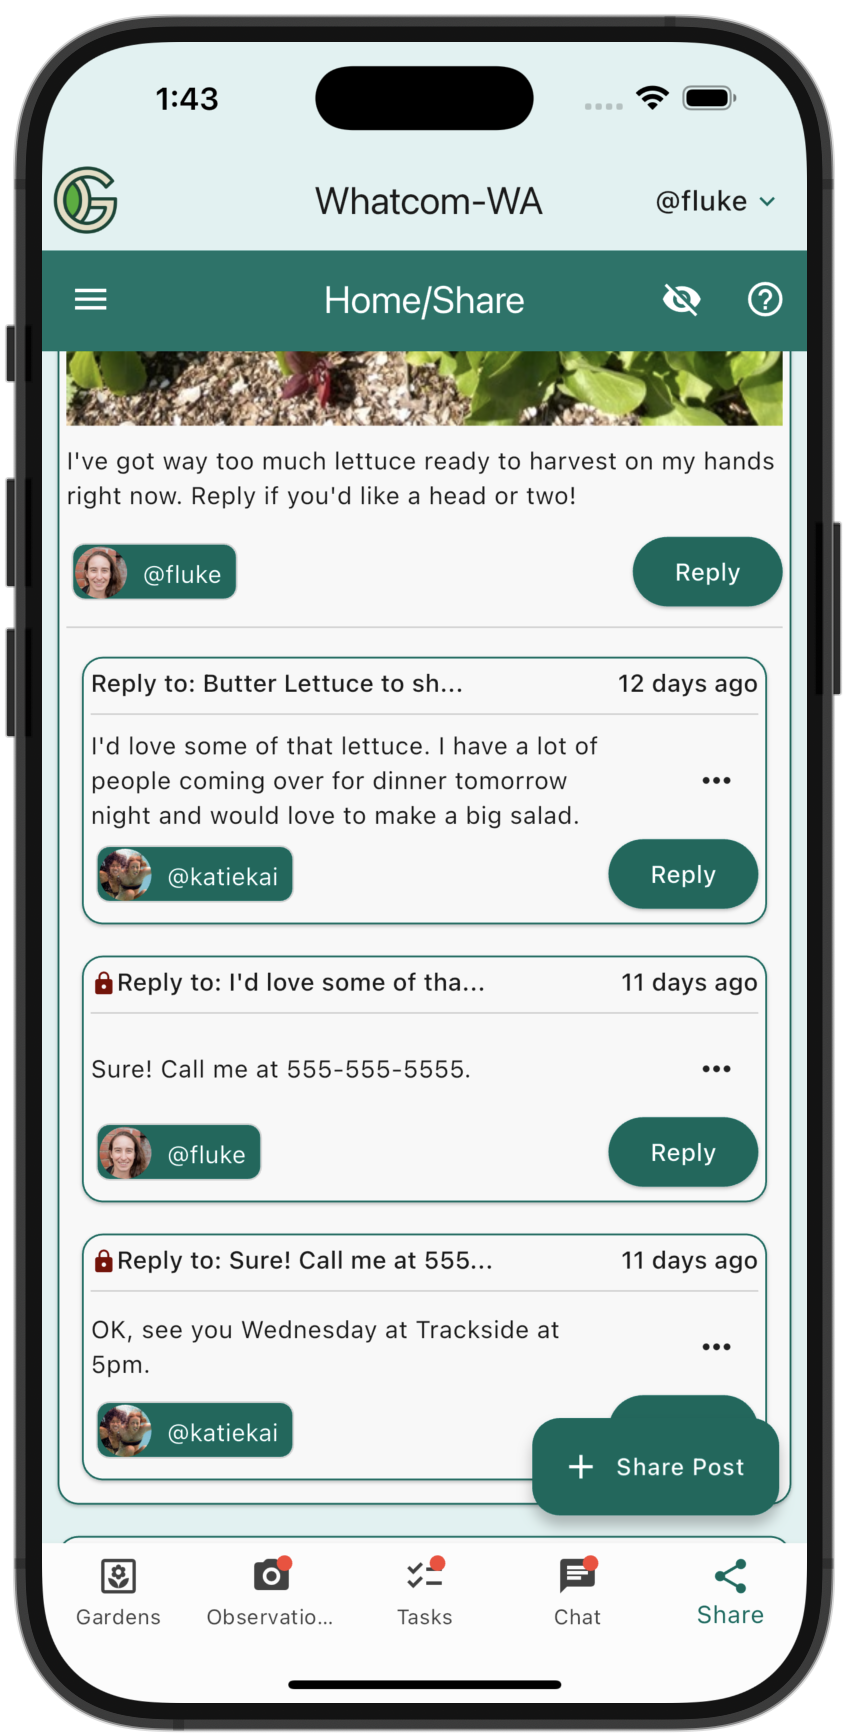 1:43
Whatcom-WA
@fluke
Home/Share
I've got way too much lettuce ready to harvest on my hands
right now. Reply if you'd like a head or two!
@fluke
Reply
Reply to: Butter Lettuce to sh...
12 days ago
I'd love some of that lettuce. I have a lot of
people coming over for dinner tomorrow
night and would love to make a big salad.
@katiekai
Reply
Reply to: I'd love some of tha...
11 days ago
Sure! Call me at 555-555-5555.
@fluke
Reply
Reply to: Sure! Call me at 555...
11 days ago
OK, see you Wednesday at Trackside at
5pm.
@katiekai
+ Share Post
Gardens
Observatio...
Tasks
Chat
Share